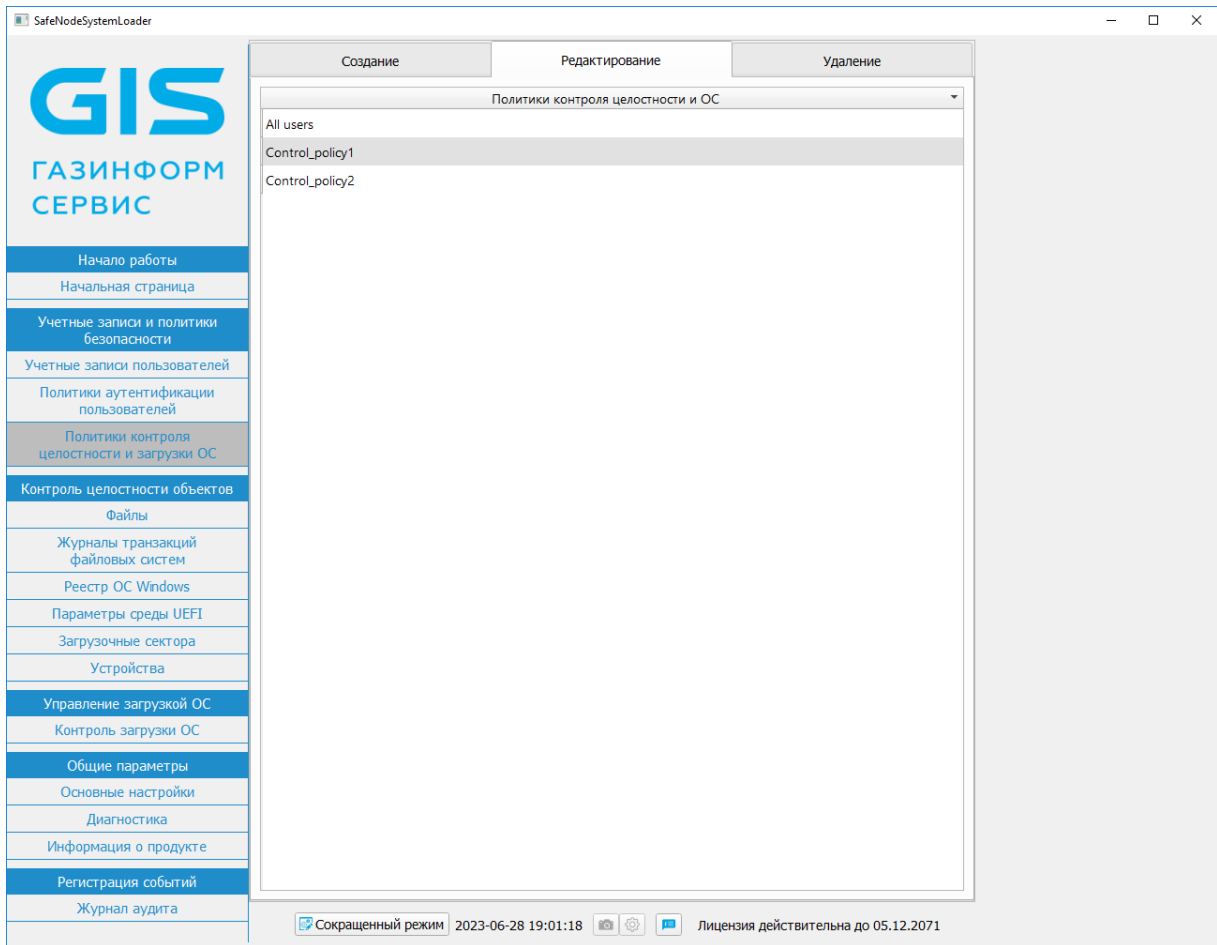 SafeNodeSystemLoader
GIS
ГАЗИНФОРМ
СЕРВИС
Начало работы
Начальная страница
Учетные записи и политики
безопасности
Учетные записи пользователей
Политики аутентификации
пользователей
Политики контроля
целостности и загрузки ОС
Контроль целостности объектов
Файлы
Журналы транзакций
файловых систем
Реестр ОС Windows
Параметры среды UEFI
Загрузочные сектора
Устройства
Управление загрузкой ОС
Контроль загрузки ОС
Общие параметры
Основные настройки
Диагностика
Информация о продукте
Регистрация событий
Журнал аудита
Создание Редактирование Удаление
Политики контроля целостности и ОС
All users
Control_policy1
Control_policy2
Сокращенный режим 2023-06-28 19:01:18 Лицензия действительна до 05.12.2071